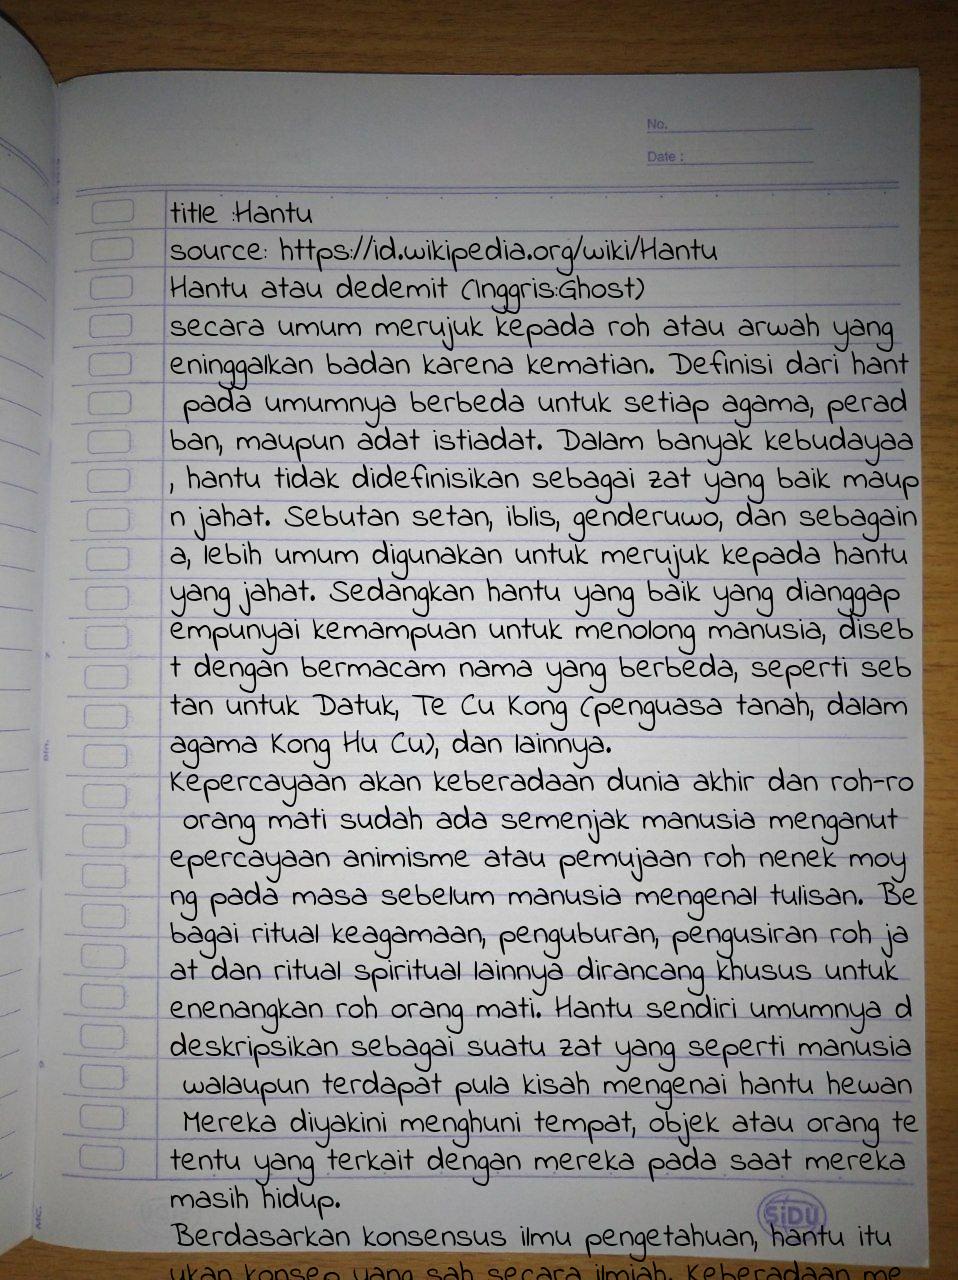 No.
Date :
title :Hantu
source: https://id.wikipedia.org/wiki/Hantu
Hantu atau dedemit (Inggris:Ghost)
secara umum merujuk kepada roh atau arwah yang
eninggalkan badan karena kematian. Definisi dari hant
pada umumnya berbeda untuk setiap agama, perad
ban, maupun adat istiadat. Dalam banyak kebudayaa
, hantu tidak didefinisikan sebagai zat yang baik maup
n jahat. Sebutan setan, iblis, genderuwo, dan sebagain
a, lebih umum digunakan untuk merujuk kepada hantu
yang jahat. Sedangkan hantu yang baik yang dianggap
empunyai kemampuan untuk menolong manusia, diseb
t dengan bermacam nama yang berbeda, seperti seb
tan untuk Datuk, Te Cu Kong (penguasa tanah, dalam
agama Kong Hu Cu), dan lainnya.
Kepercayaan akan keberadaan dunia akhir dan roh-ro
orang mati sudah ada semenjak manusia menganut
epercayaan animisme atau pemujaan roh nenek moy
ng pada masa sebelum manusia mengenal tulisan. Be
bagai ritual keagamaan, penguburan, pengusiran roh ja
at dan ritual spiritual lainnya dirancang khusus untuk
enenangkan roh orang mati. Hantu sendiri umumnya d
deskripsikan sebagai suatu zat yang seperti manusia
walaupun terdapat pula kisah mengenai hantu hewan
Mereka diyakini menghuni tempat, objek atau orang te
tentu yang terkait dengan mereka pada saat mereka
masih hidup.
SiDU
Berdasarkan konsensus ilmu pengetahuan, hantu itu
ukan konsep yang sah secara ilmiah. Keberadaan me